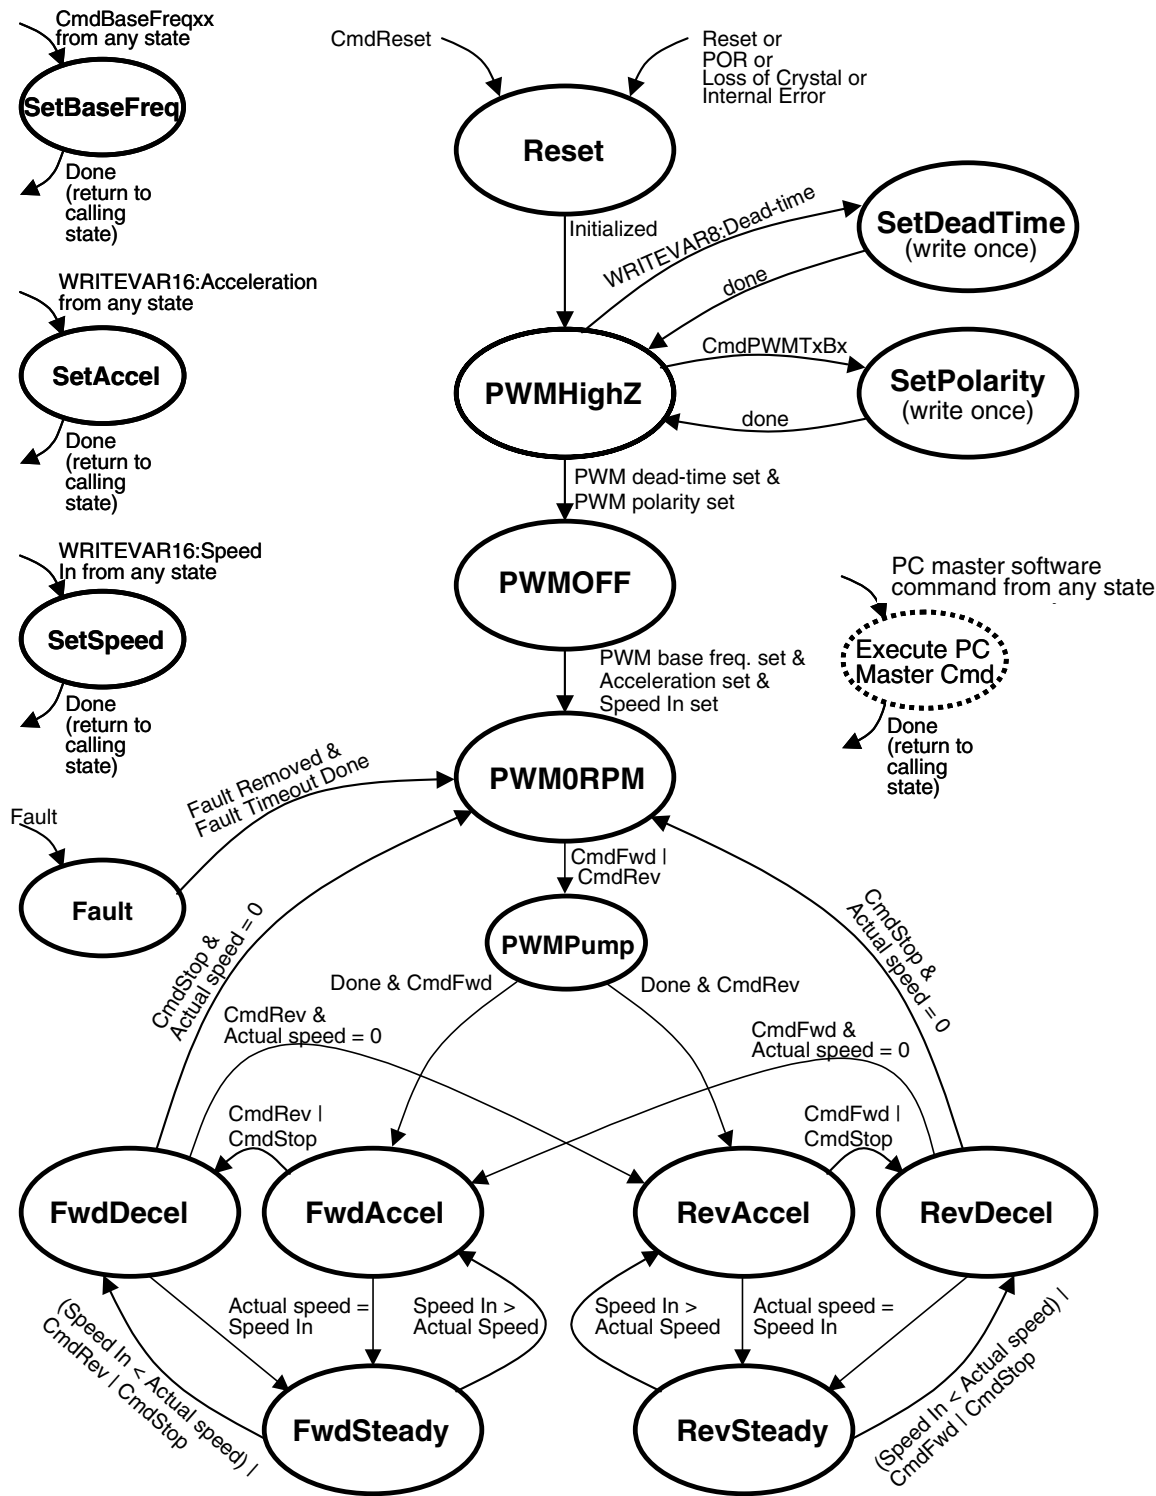 CmdBaseFreqxx
from any state
SetBaseFreq
Done
(return to
calling
state)
WRITEVAR16:Acceleration
from any state
SetAccel
Done
(return to
calling
state)
WRITEVAR16:Speed
In from any state
SetSpeed
Done
(return to
calling
state)
CmdReset
Reset or
POR or
Loss of Crystal or
Internal Error
Reset
Initialized
WRITEVAR8:Dead-time
SetDeadTime
(write once)
done
PWMHighZ
CmdPWMTxBx
SetPolarity
(write once)
done
PWM dead-time set &
PWM polarity set
PWMOFF
PC master software
command from any state
Execute PC
Master Cmd
Done
(return to
calling
state)
PWM base freq. set &
Acceleration set &
Speed In set
PWM0RPM
Fault Removed &
Fault Timeout Done
Fault
Fault
CmdFwd |
CmdRev
PWMPump
CmdStop &
Actual speed = 0
CmdStop &
Actual speed = 0
Done & CmdFwd
Done & CmdRev
CmdRev &
Actual speed = 0
CmdFwd &
Actual speed = 0
CmdRev |
CmdStop
CmdFwd |
CmdStop
FwdDecel
FwdAccel
RevAccel
RevDecel
Actual speed =
Speed In
Speed In >
Actual Speed
Speed In >
Actual Speed
Actual speed =
Speed In
(Speed In < Actual speed) |
CmdRev | CmdStop
(Speed In < Actual speed) |
CmdFwd | CmdStop
FwdSteady
RevSteady